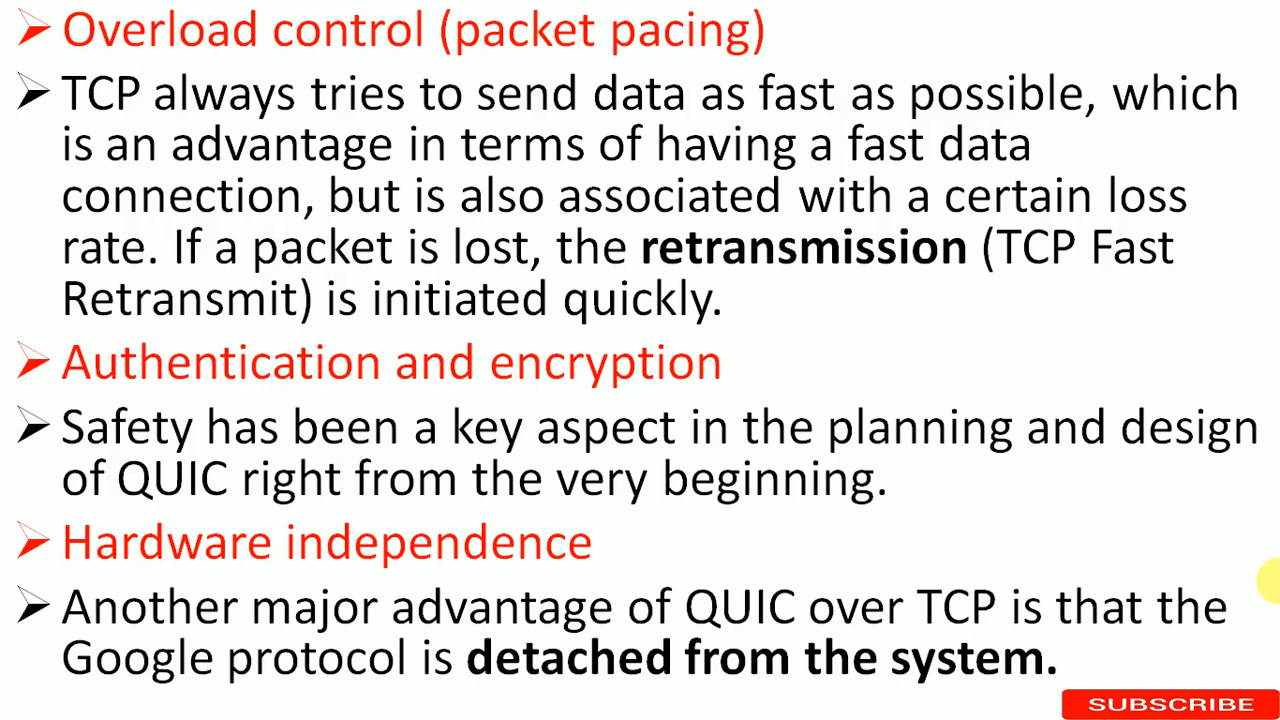 Overload control (packet pacing)
TCP always tries to send data as fast as possible, which
is an advantage in terms of having a fast data
connection, but is also associated with a certain loss
rate. If a packet is lost, the retransmission (TCP Fast
Retransmit) is initiated quickly.
Authentication and encryption
Safety has been a key aspect in the planning and design
of QUIC right from the very beginning.
Hardware independence
Another major advantage of QUIC over TCP is that the
Google protocol is detached from the system.
SUBSCRIBE